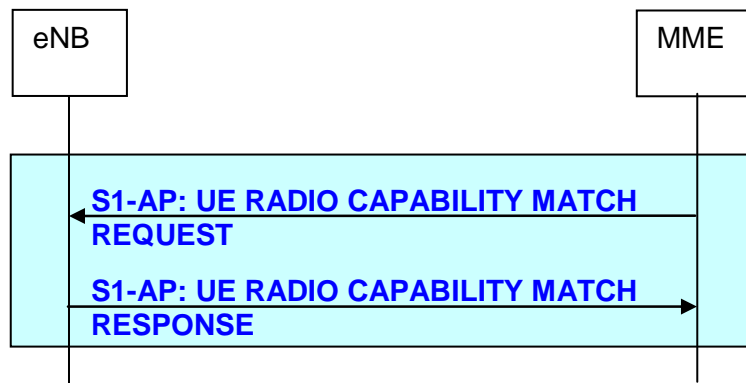 eNB
MME
S1-AP: UE RADIO CAPABILITY MATCH
REQUEST
S1-AP: UE RADIO CAPABILITY MATCH
RESPONSE